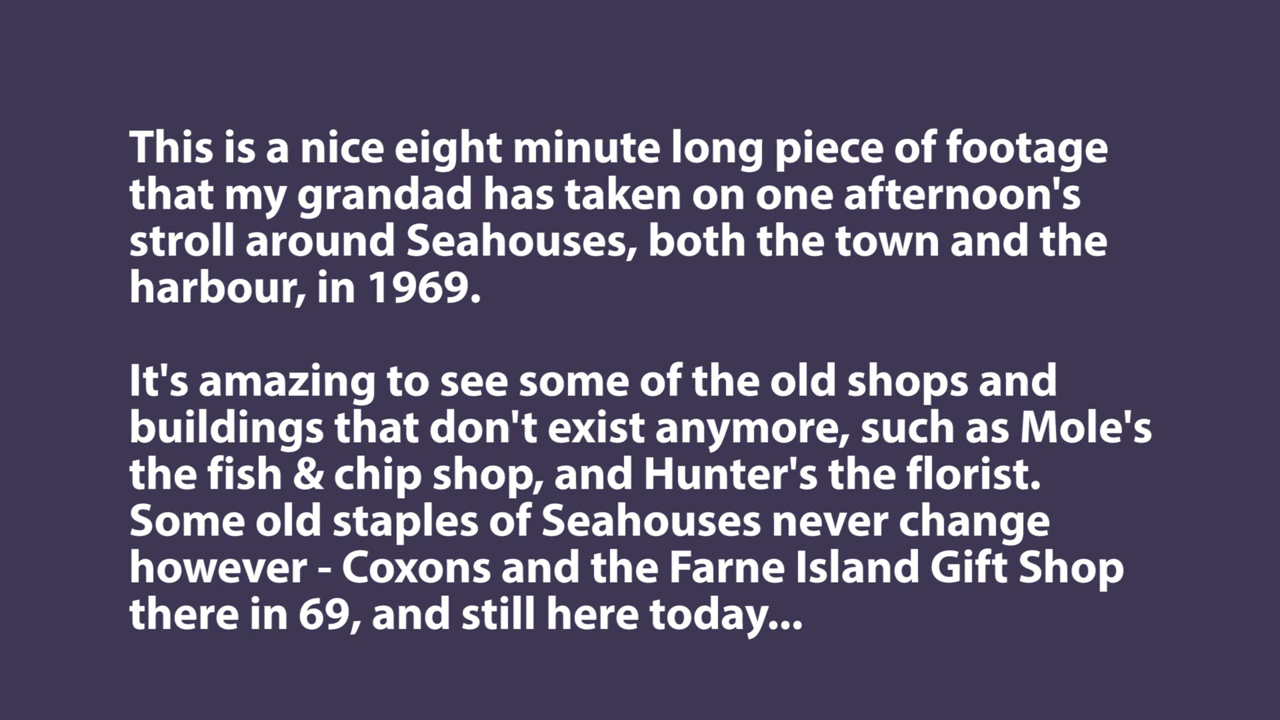 This is a nice eight minute long piece of footage
that my grandad has taken on one afternoon's
stroll around Seahouses, both the town and the
harbour, in 1969.
It's amazing to see some of the old shops and
buildings that don't exist anymore, such as Mole's
the fish & chip shop, and Hunter's the florist.
Some old staples of Seahouses never change
however - Coxons and the Farne Island Gift Shop
there in 69, and still here today...